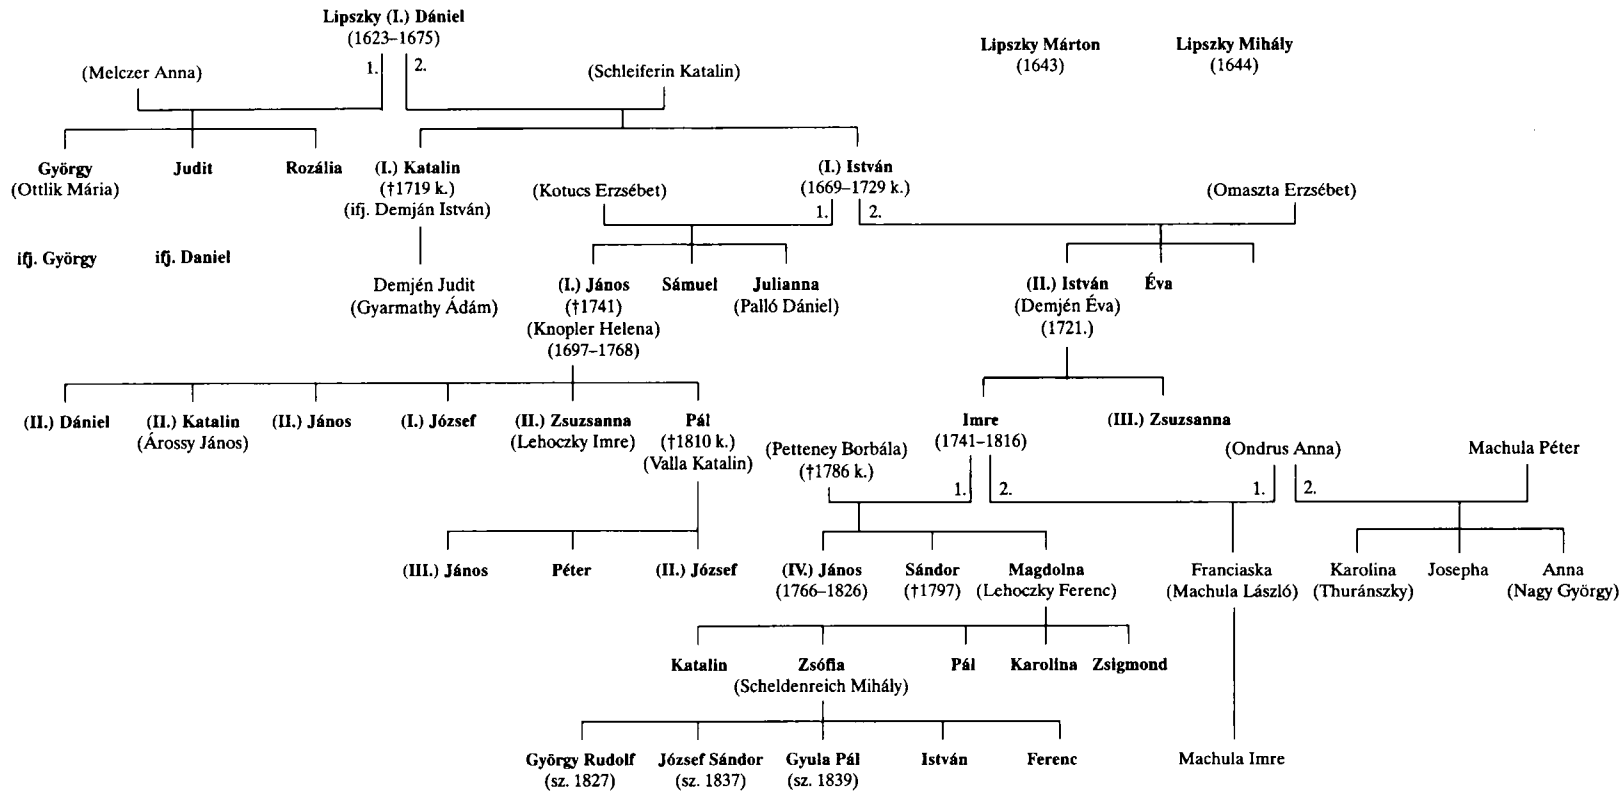 Lipszky (I.) Dániel
(1623–1675)
Lipszky Márton
(1643)
Lipszky Mihály
(1644)
(Melczer Anna)
1.
2.
(Schleiferin Katalin)
György
(Ottlik Mária)
Judit
Rozália
(I.) Katalin
(†1719 k.)
(ifj. Demján István)
(I.) István
(1669–1729 k.)
(Kotucs Erzsébet)
1.
2.
(Omaszta Erzsébet)
ifj. György
ifj. Daniel
Demjén Judit
(Gyarmathy Ádám)
(I.) János
(†1741)
(Knopler Helena)
(1697–1768)
Sámuel
Julianna
(Palló Dániel)
(II.) István
(Demjén Éva)
(1721.)
Éva
(II.) Dániel
(II.) Katalin
(Árossy János)
(II.) János
(I.) József
(II.) Zsuzsanna
(Lehoczky Imre)
Pál
(†1810 k.)
(Valla Katalin)
Imre
(1741–1816)
(III.) Zsuzsanna
(Petteney Borbála)
(†1786 k.)
1.
2.
(Ondrus Anna)
1.
2.
Machula Péter
(III.) János
Péter
(II.) József
(IV.) János
(1766–1826)
Sándor
(†1797)
Magdolna
(Lehoczky Ferenc)
Franciaska
(Machula László)
Karolina
(Thuránszky)
Josepha
Anna
(Nagy György)
Katalin
Zsófia
(Scheldenreich Mihály)
Pál
Karolina
Zsigmond
György Rudolf
(sz. 1827)
József Sándor
(sz. 1837)
Gyula Pál
(sz. 1839)
István
Ferenc
Machula Imre